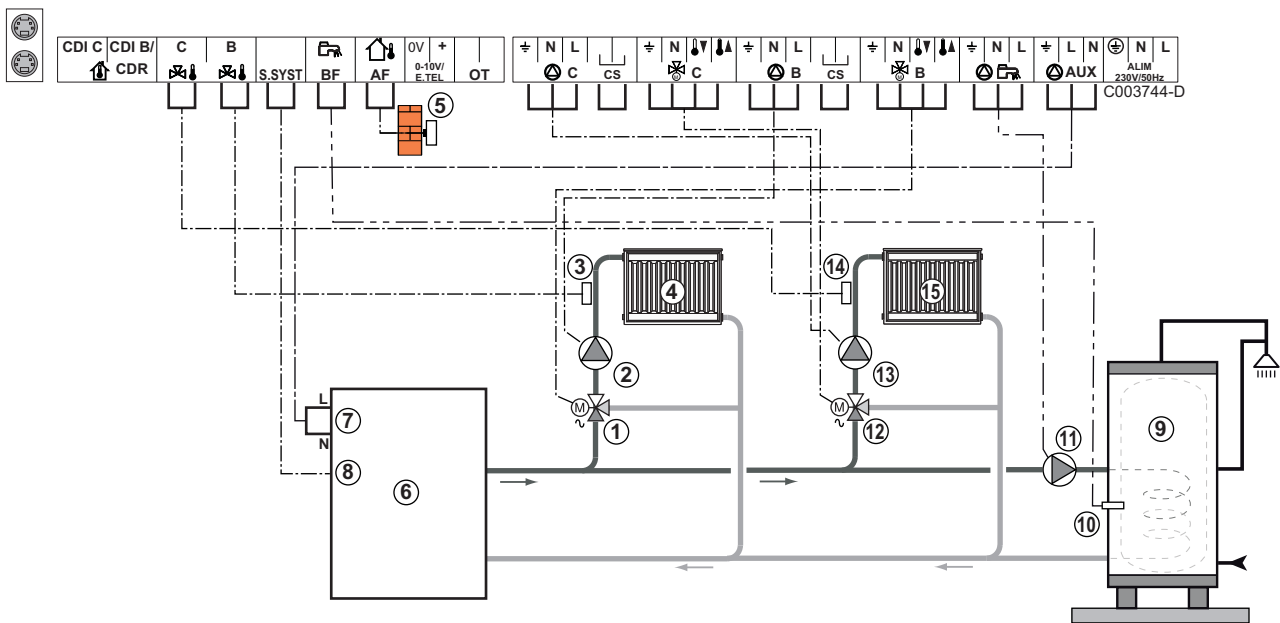 CDI C CDI B/ C B 0V + N L N C N L N N L L N N L
CDR S.SYST BF AF 0-10V/ E.TEL OT C CS C B CS B AUX ALIM 230V/50Hz
C003744-D
5
3
14
4
15
2
13
M
M
1
12
L
7
11
9
N
8
6
10